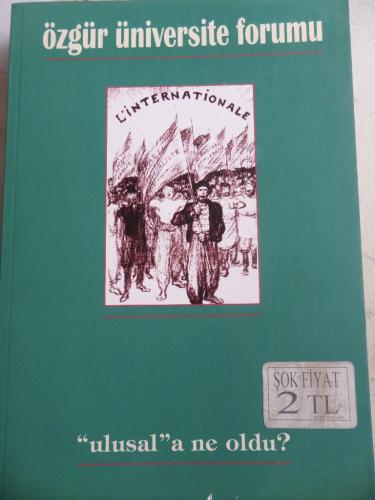 özgür üniversite forumu
L'iNTERNATiONALE
ŞOK FİYAT
2 TL
"ulusal"a ne oldu?